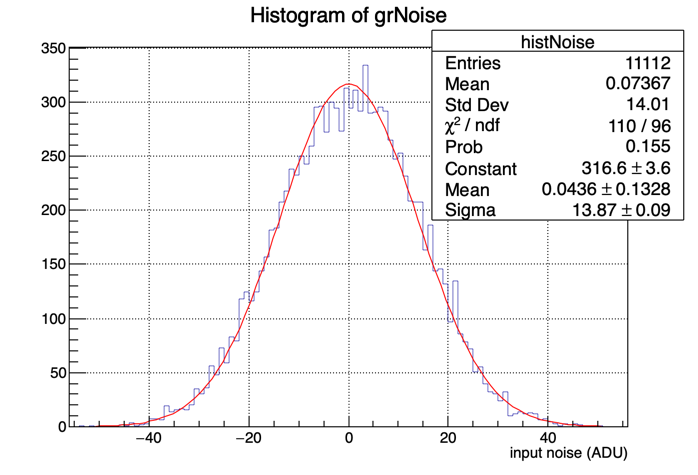 Histogram of grNoise
histNoise
Entries 11112
Mean 0.07367
Std Dev 14.01
χ² / ndf 110 / 96
Prob 0.155
Constant 316.6 ± 3.6
Mean 0.0436 ± 0.1328
Sigma 13.87 ± 0.09
350
300
250
200
150
100
50
0
−40 −20 0 20 40
input noise (ADU)